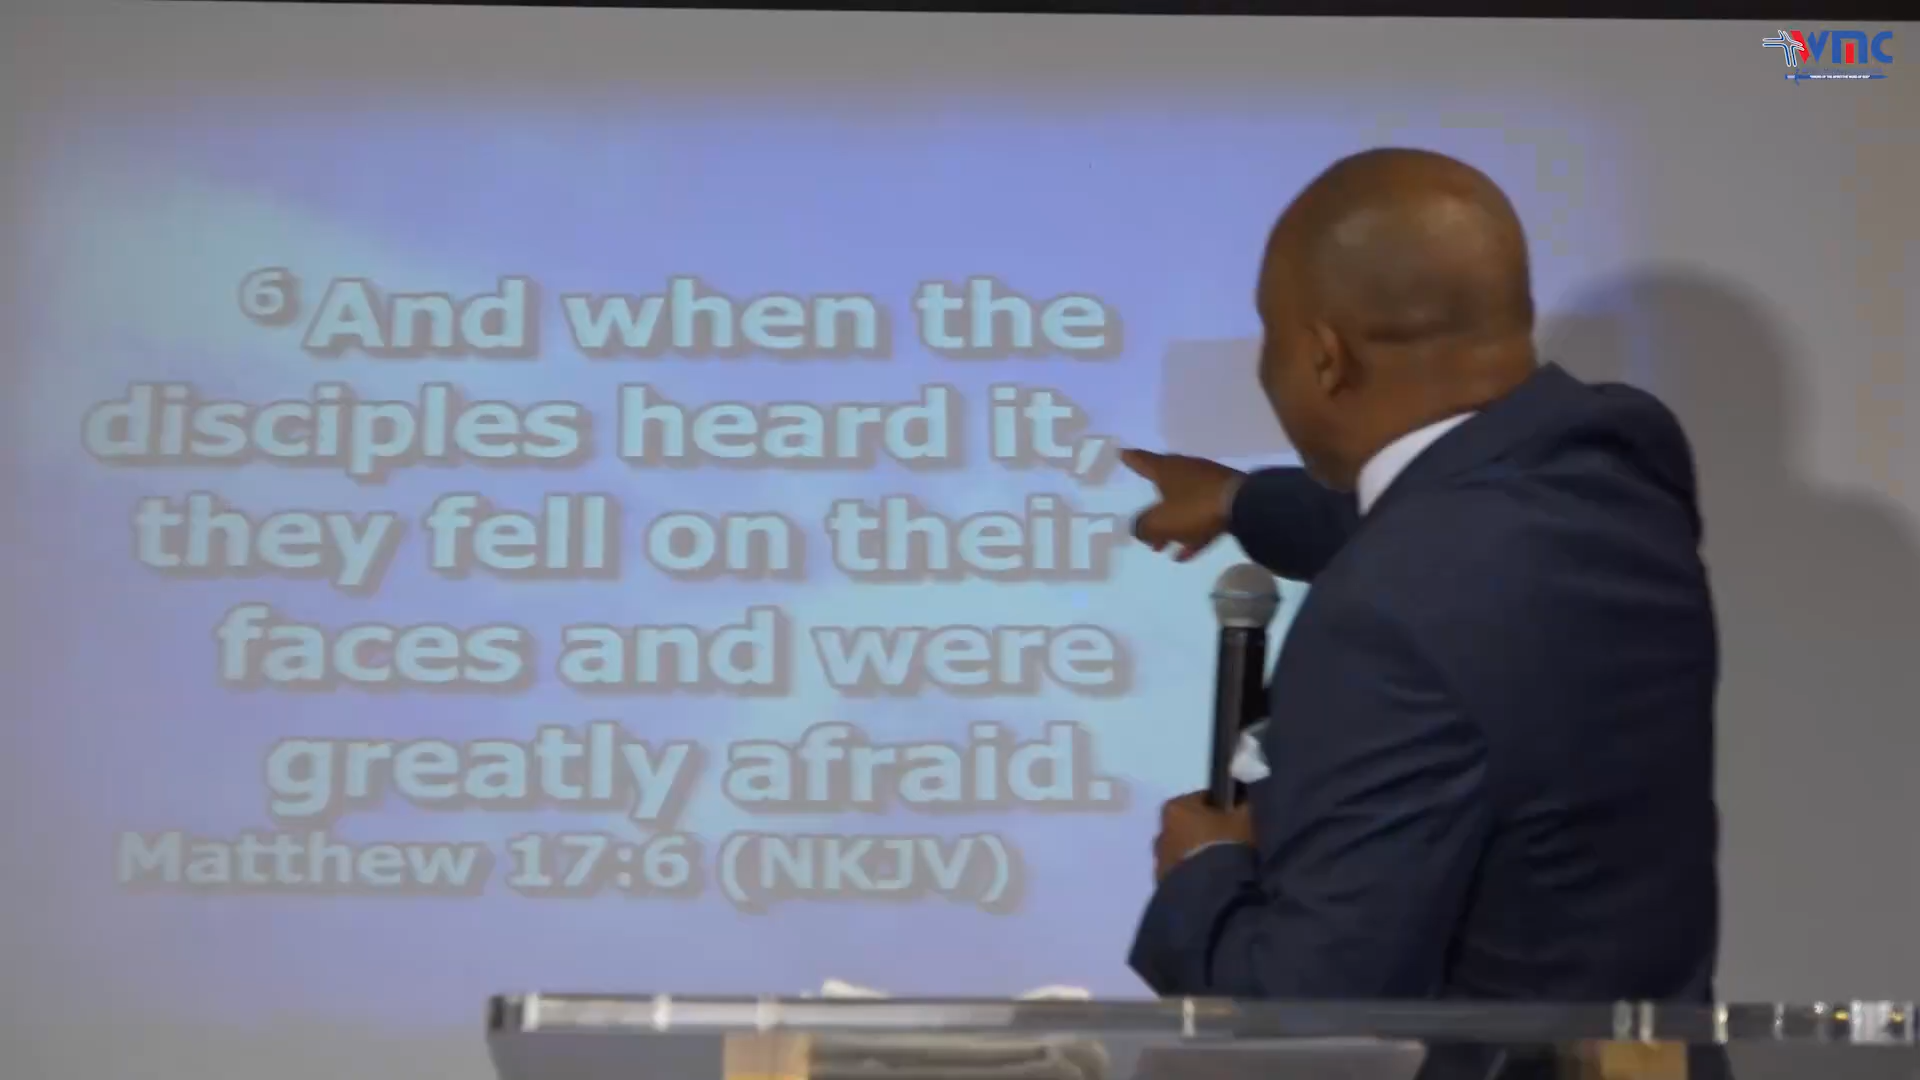 WMC
6 And when the
disciples heard it,
they fell on their
faces and were
greatly afraid.
Matthew 17:6 (NKJV)